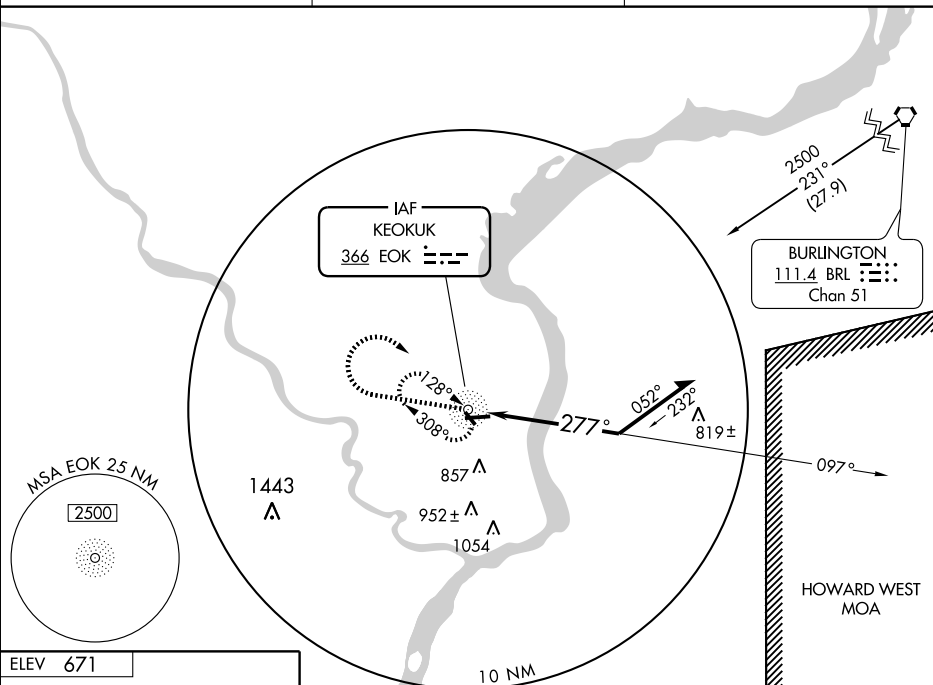 2500
231°
(27.9)
IAF
KEOKUK
366 EOK
BURLINGTON
111.4 BRL
Chan 51
128°
308°
277°
052°
232°
819±
097°
857
952±
1054
1443
MSA EOK 25 NM
2500
HOWARD WEST
MOA
ELEV 671
10 NM